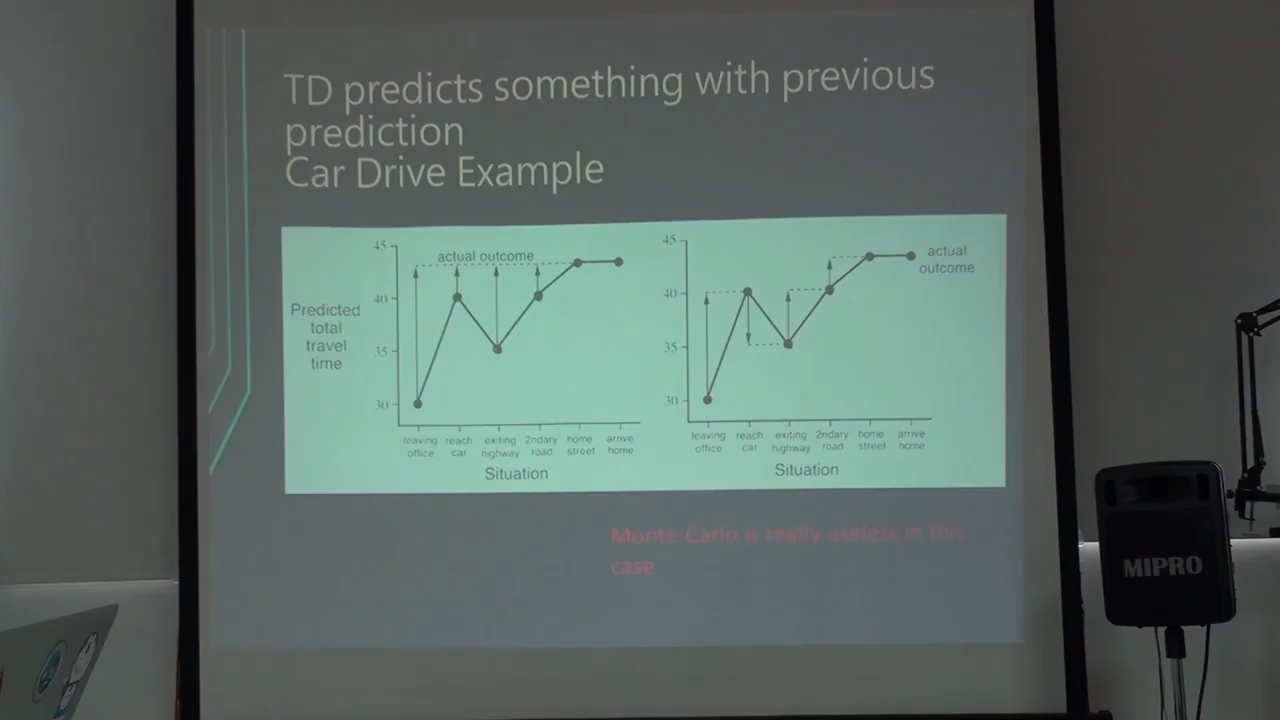 TD predicts something with previous
prediction
Car Drive Example
Predicted
total
travel
time
45
40
35
30
actual outcome
leaving
office
reach
car
exiting
highway
2ndary
road
home
street
arrive
home
Situation
45
40
35
30
actual
outcome
leaving
office
reach
car
exiting
highway
2ndary
road
home
street
arrive
home
Situation
Monte-Carlo is really useless in this
case
MIPRO